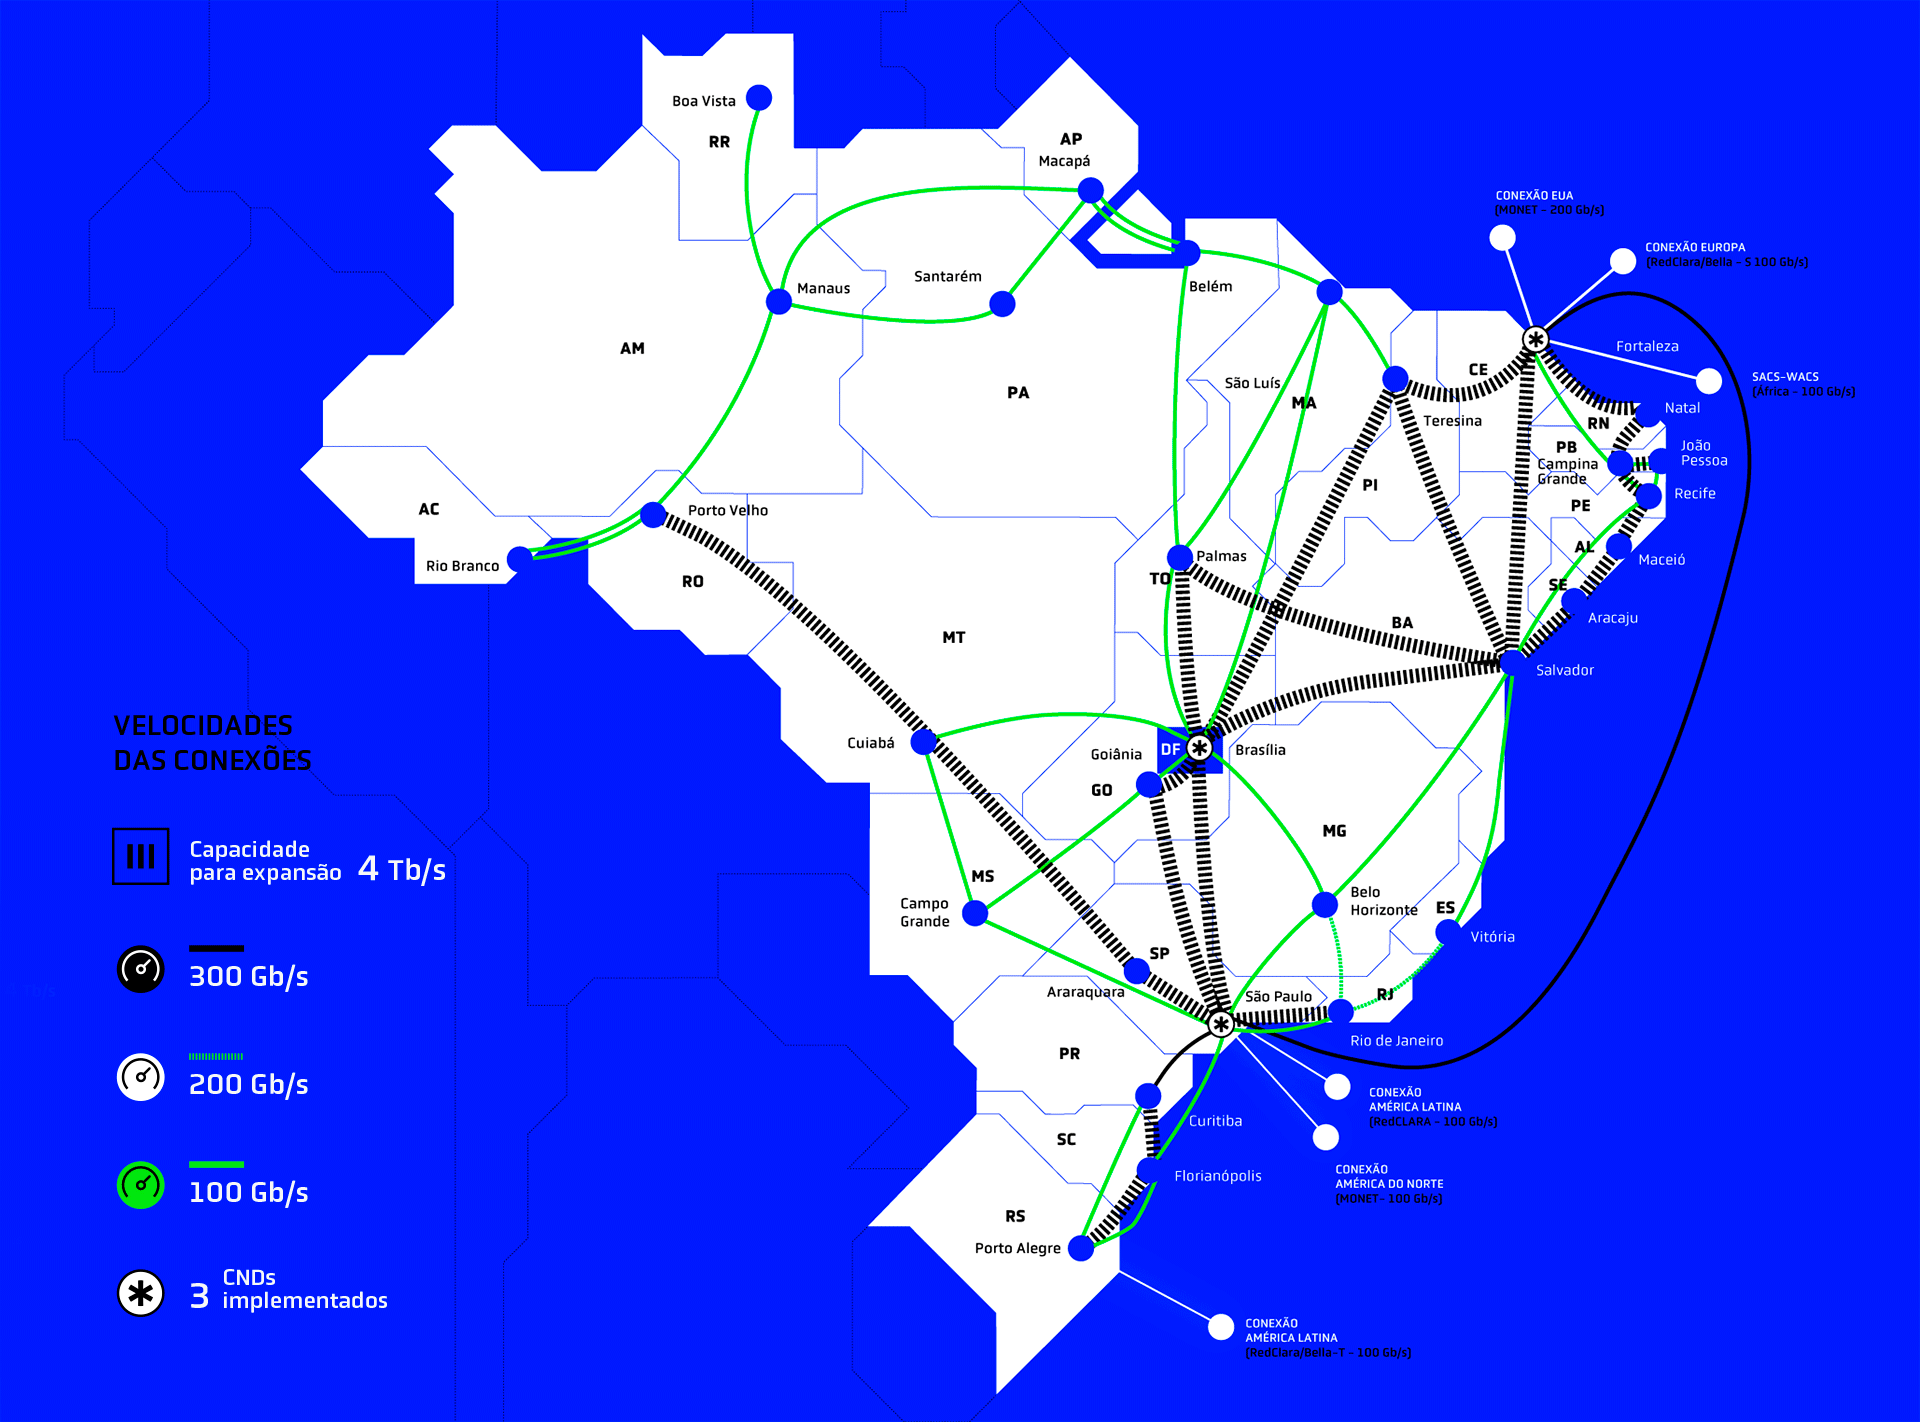 Boa Vista
RR
AP
Macapá
CONEXÃO EUA
(MONET - 200 Gb/s)
CONEXÃO EUROPA
(RedClara/Bella - S 100 Gb/s)
Santarém
Manaus
Belém
AM
Fortaleza
CE
SACS-WACS
(África - 100 Gb/s)
PA
São Luís
MA
Teresina
Natal
RN
PB
João
Pessoa
Campina
Grande
PI
Recife
PE
AC
Porto Velho
Rio Branco
RO
Palmas
TO
AL
Maceió
SE
Aracaju
BA
MT
Salvador
VELOCIDADES
DAS CONEXÕES
Cuiabá
Goiânia
DF
Brasília
GO
MG
Capacidade
para expansão 4 Tb/s
MS
Campo
Grande
Belo
Horizonte
ES
Vitória
SP
Araraquara
São Paulo
RJ
Rio de Janeiro
300 Gb/s
PR
200 Gb/s
CONEXÃO
AMÉRICA LATINA
(RedCLARA - 100 Gb/s)
Curitiba
SC
Florianópolis
CONEXÃO
AMÉRICA DO NORTE
(MONET- 100 Gb/s)
100 Gb/s
RS
Porto Alegre
3 CNDs
implementados
CONEXÃO
AMÉRICA LATINA
(RedClara/Bella-T - 100 Gb/s)